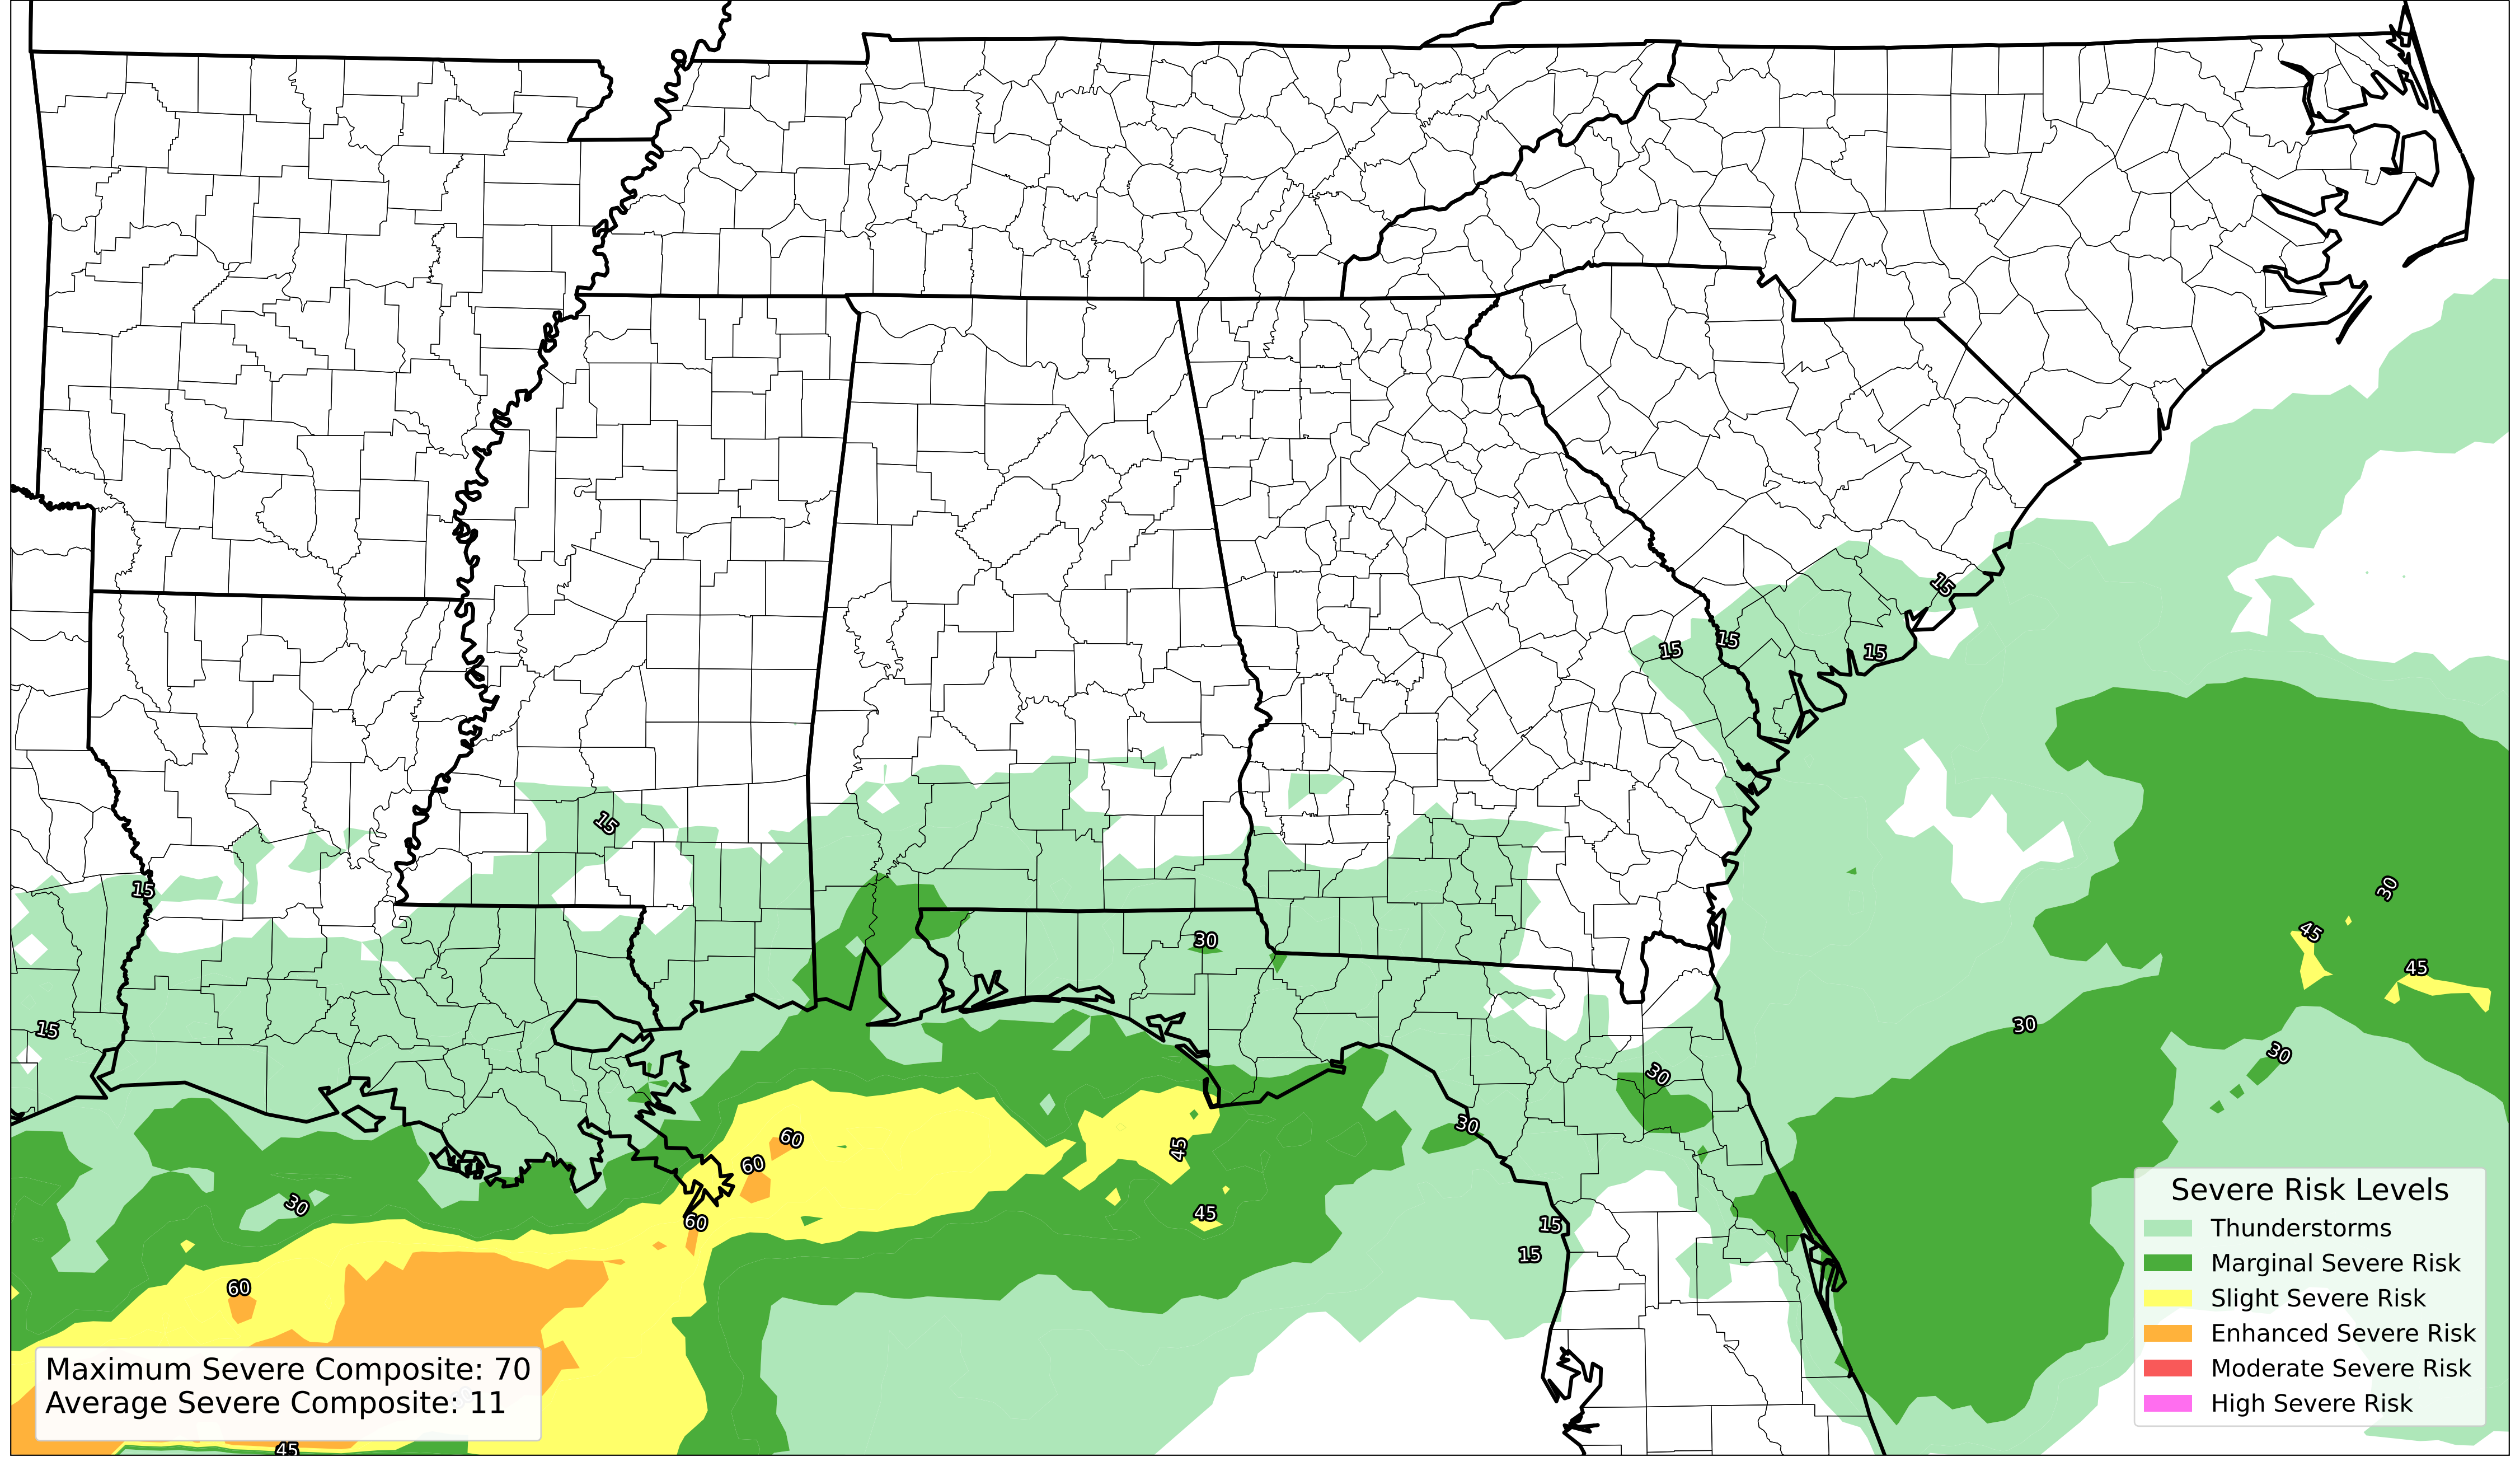 15
15
15
15
15
15
30
30
45
45
15
30
30
30
30
60
45
60
30
45
60
15
15
60
45
Severe Risk Levels
Thunderstorms
Marginal Severe Risk
Slight Severe Risk
Enhanced Severe Risk
Moderate Severe Risk
High Severe Risk
Maximum Severe Composite: 70
Average Severe Composite: 11